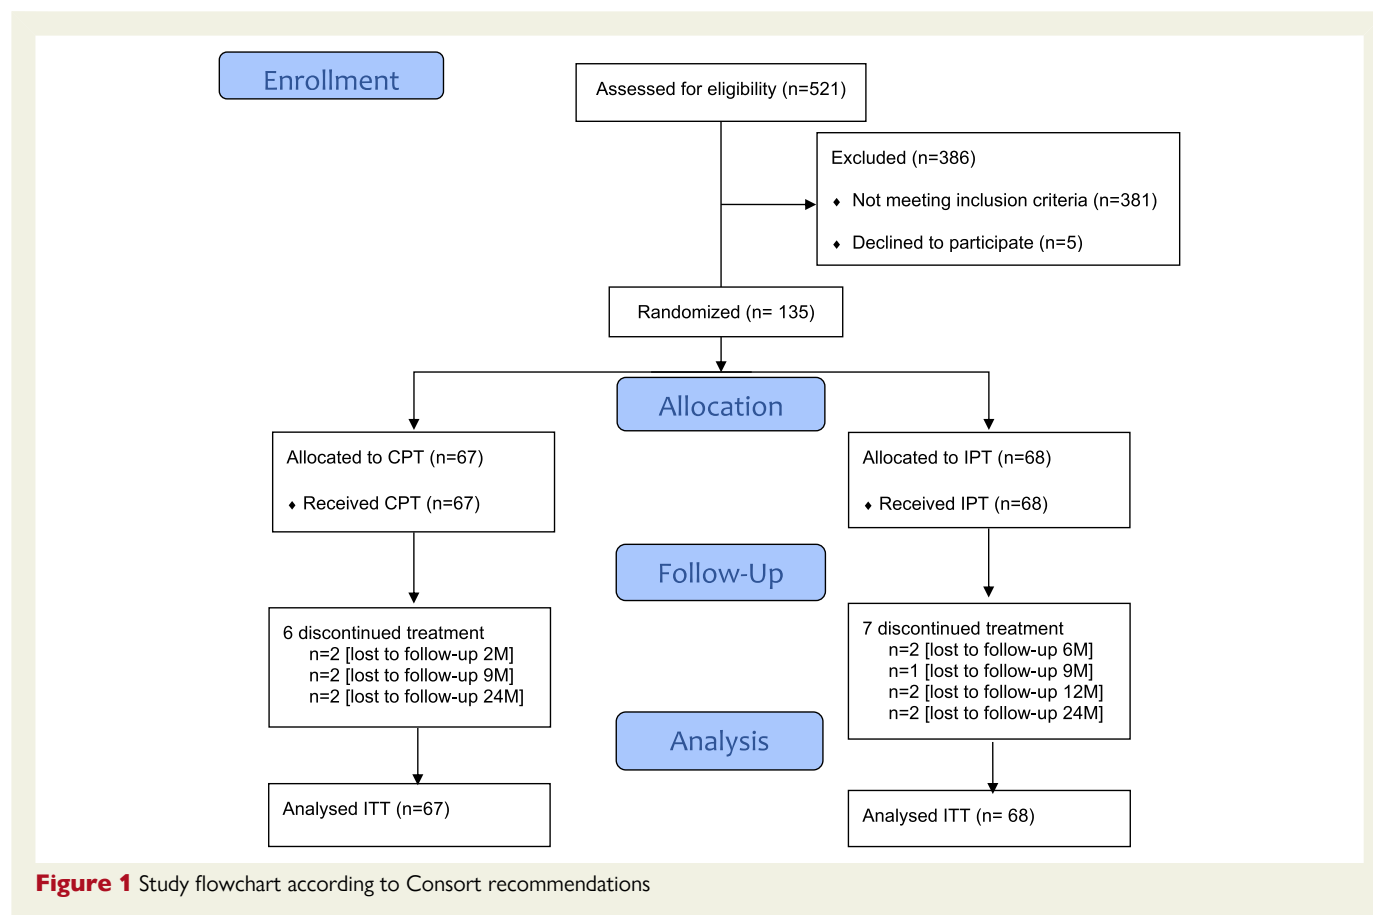 Enrollment
Assessed for eligibility (n=521)
Excluded (n=386)
♦ Not meeting inclusion criteria (n=381)
♦ Declined to participate (n=5)
Randomized (n= 135)
Allocation
Allocated to CPT (n=67)
♦ Received CPT (n=67)
Allocated to IPT (n=68)
♦ Received IPT (n=68)
Follow-Up
6 discontinued treatment
n=2 [lost to follow-up 2M]
n=2 [lost to follow-up 9M]
n=2 [lost to follow-up 24M]
7 discontinued treatment
n=2 [lost to follow-up 6M]
n=1 [lost to follow-up 9M]
n=2 [lost to follow-up 12M]
n=2 [lost to follow-up 24M]
Analysis
Analysed ITT (n=67)
Analysed ITT (n= 68)
Figure 1 Study flowchart according to Consort recommendations